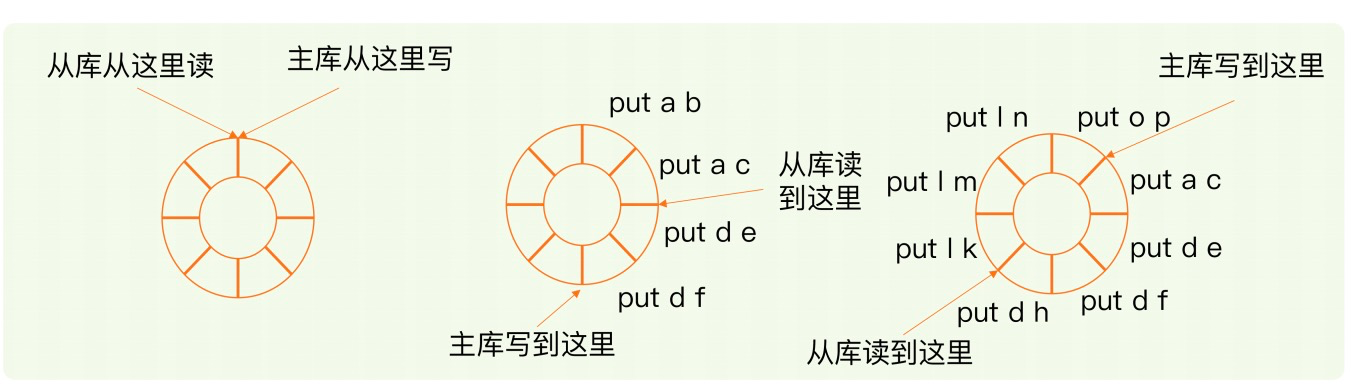 从库从这里读
主库从这里写
put a b
put a c
从库读
到这里
put d e
put d f
主库写到这里
主库写到这里
put l n
put o p
put l m
put a c
put l k
put d e
put d h
put d f
从库读到这里